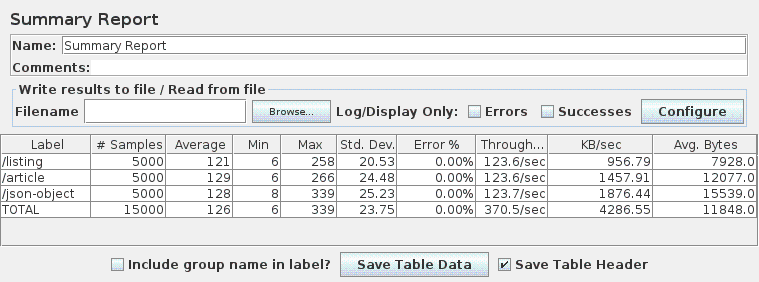 Summary Report
Name: Summary Report
Comments:
Write results to file / Read from file
Filename Browse... Log/Display Only: Errors Successes Configure
Label # Samples Average Min Max Std. Dev. Error % Through... KB/sec Avg. Bytes
/listing 5000 121 6 258 20.53 0.00% 123.6/sec 956.79 7928.0
/article 5000 129 6 266 24.48 0.00% 123.6/sec 1457.91 12077.0
/json-object 5000 128 8 339 25.23 0.00% 123.7/sec 1876.44 15539.0
TOTAL 15000 126 6 339 23.75 0.00% 370.5/sec 4286.55 11848.0
Include group name in label? Save Table Data Save Table Header